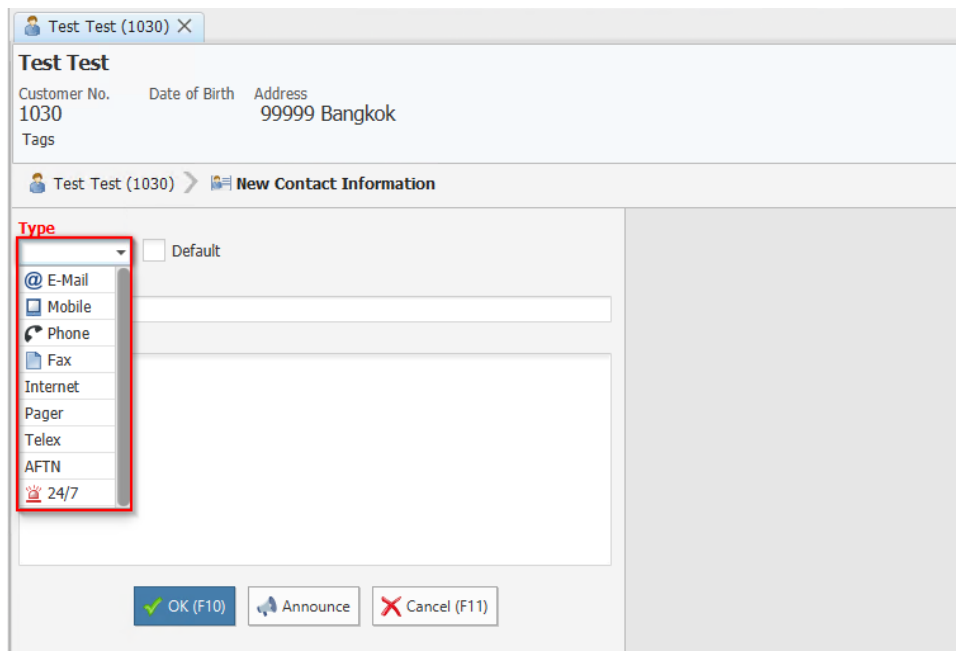 Test Test (1030)
Test Test
Customer No. Date of Birth Address
1030 99999 Bangkok
Tags
Test Test (1030) New Contact Information
Type
Default
E-Mail
Mobile
Phone
Fax
Internet
Pager
Telex
AFTN
24/7
OK (F10) Announce Cancel (F11)